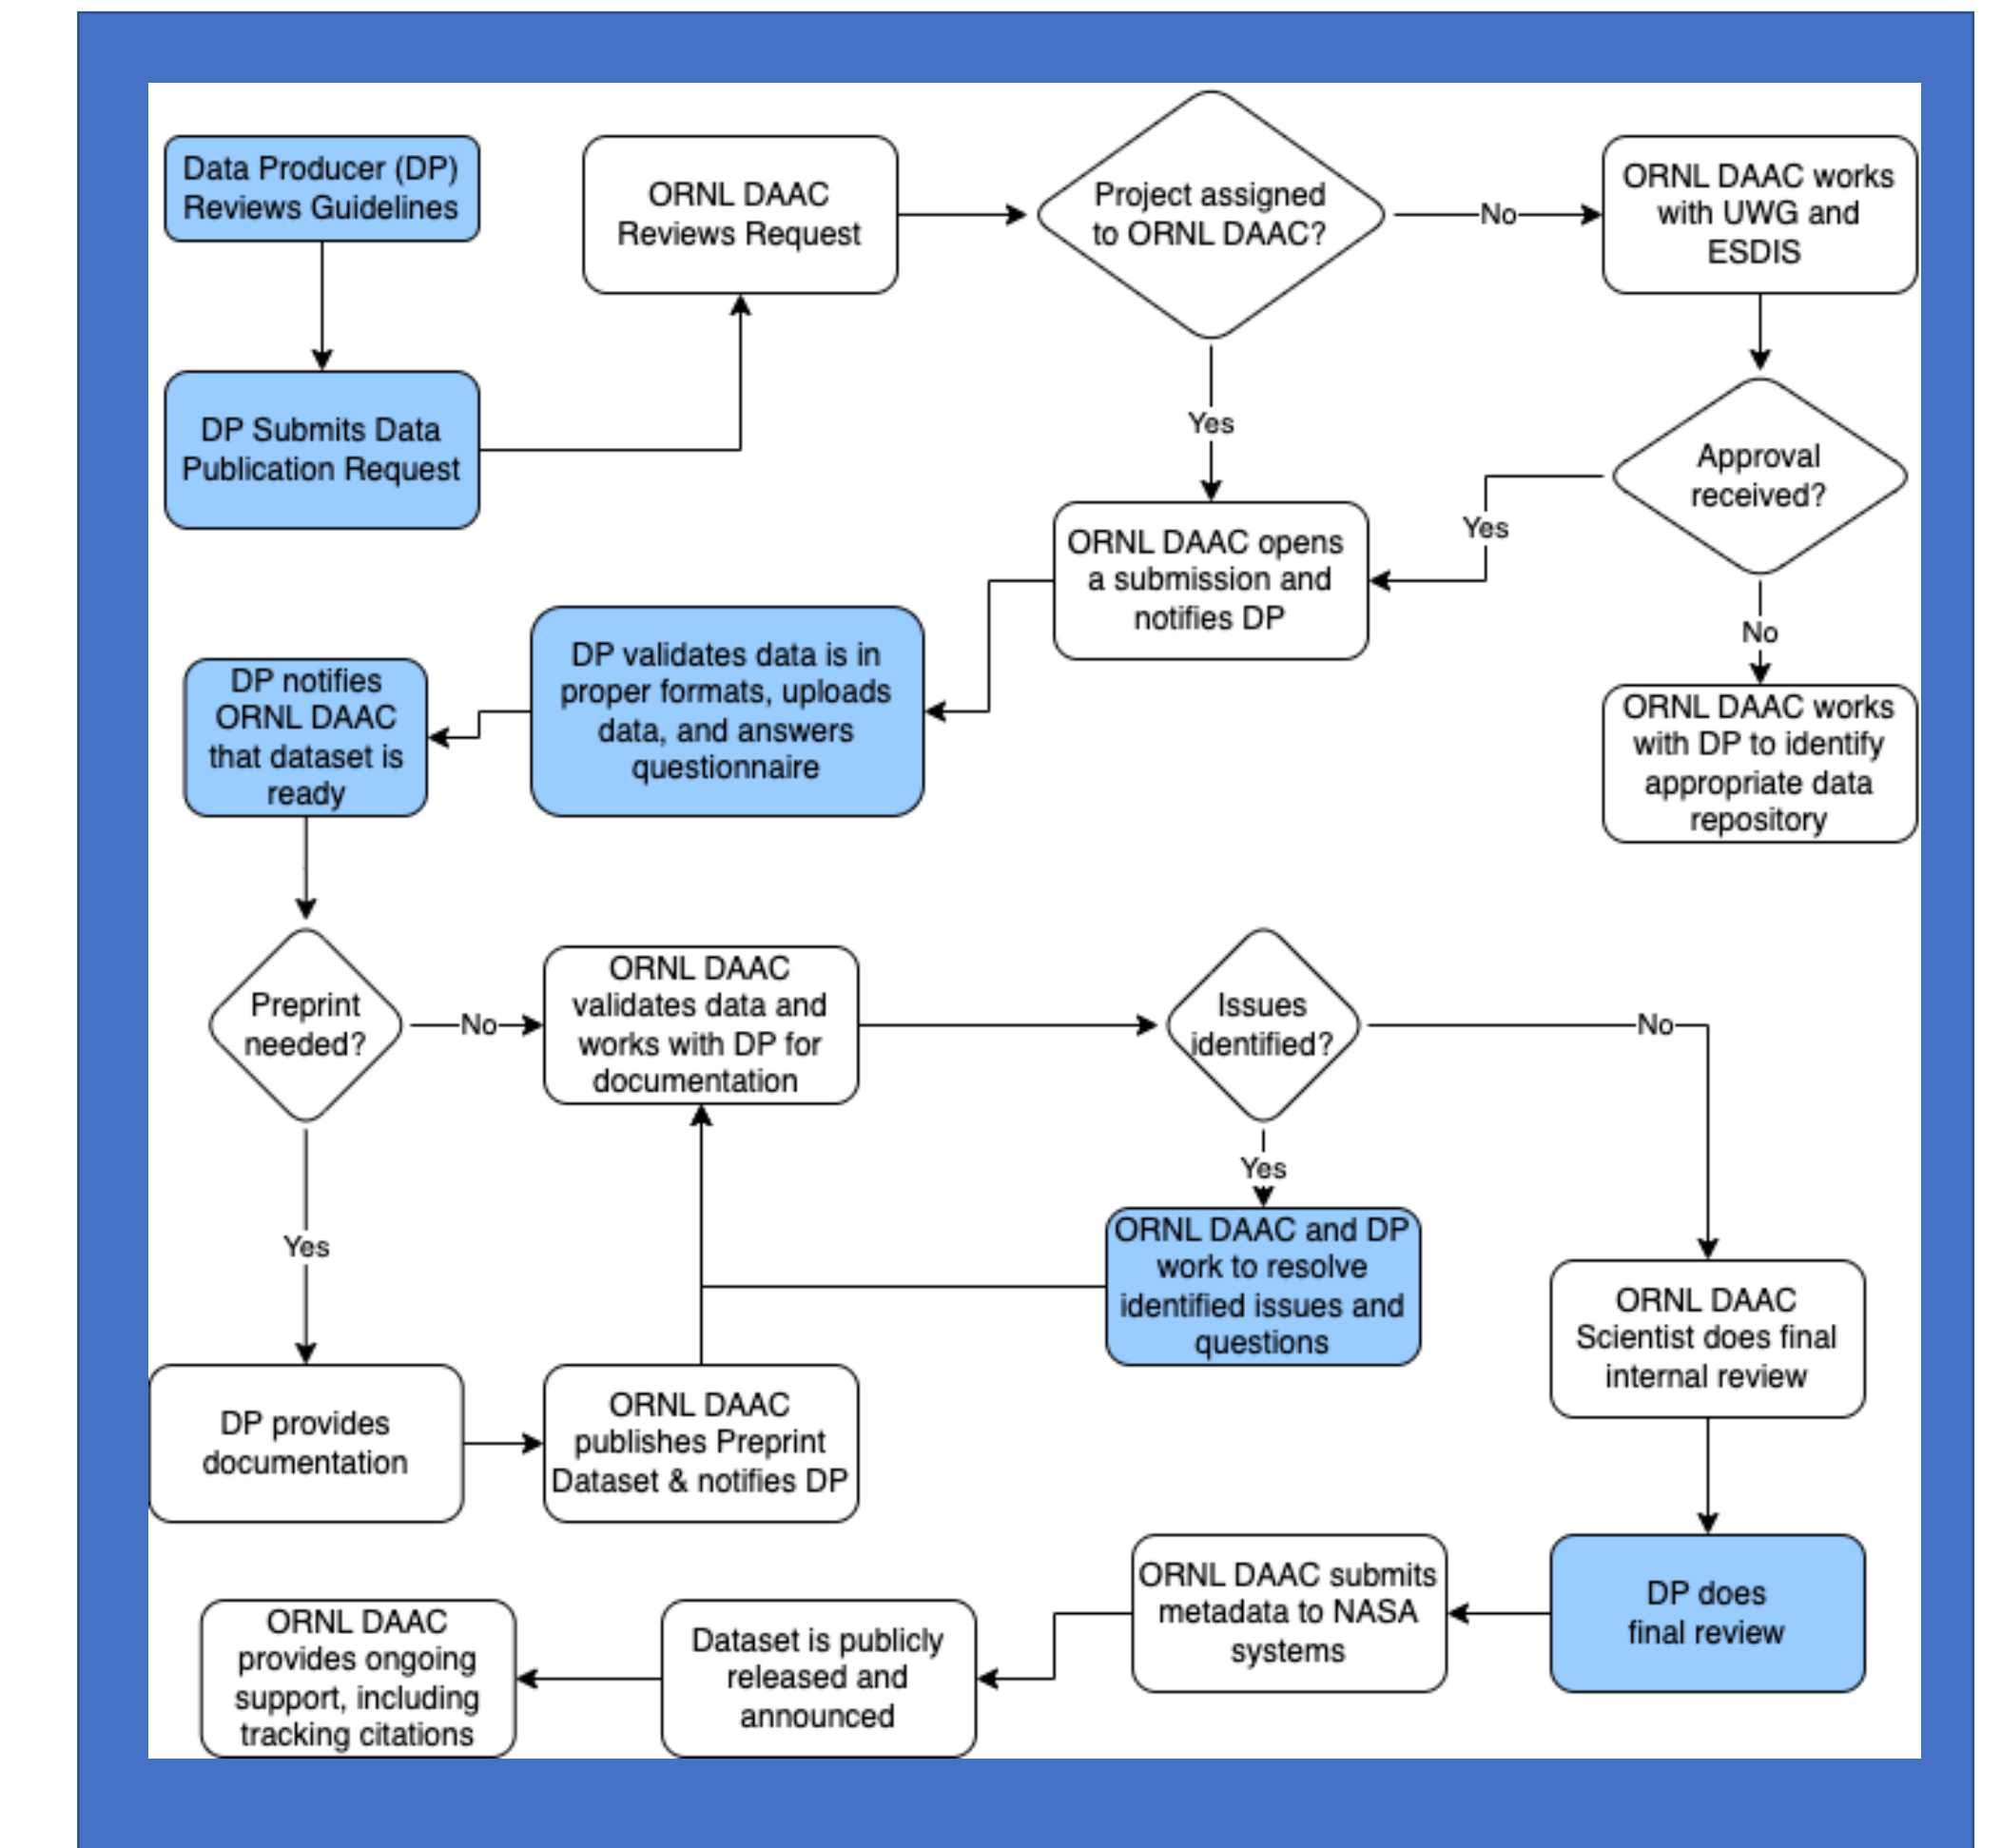 Data Producer (DP)
Reviews Guidelines
ORNL DAAC
Reviews Request
Project assigned
to ORNL DAAC?
No
ORNL DAAC works
with UWG and
ESDIS
DP Submits Data
Publication Request
Yes
Approval
received?
Yes
No
ORNL DAAC opens
a submission and
notifies DP
DP validates data is in
proper formats, uploads
data, and answers
questionnaire
DP notifies
ORNL DAAC
that dataset is
ready
ORNL DAAC works
with DP to identify
appropriate data
repository
Preprint
needed?
No
ORNL DAAC
validates data and
works with DP for
documentation
Issues
identified?
No
Yes
Yes
ORNL DAAC and DP
work to resolve
identified issues and
questions
ORNL DAAC
Scientist does final
internal review
DP provides
documentation
ORNL DAAC
publishes Preprint
Dataset & notifies DP
DP does
final review
ORNL DAAC submits
metadata to NASA
systems
Dataset is publicly
released and
announced
ORNL DAAC
provides ongoing
support, including
tracking citations